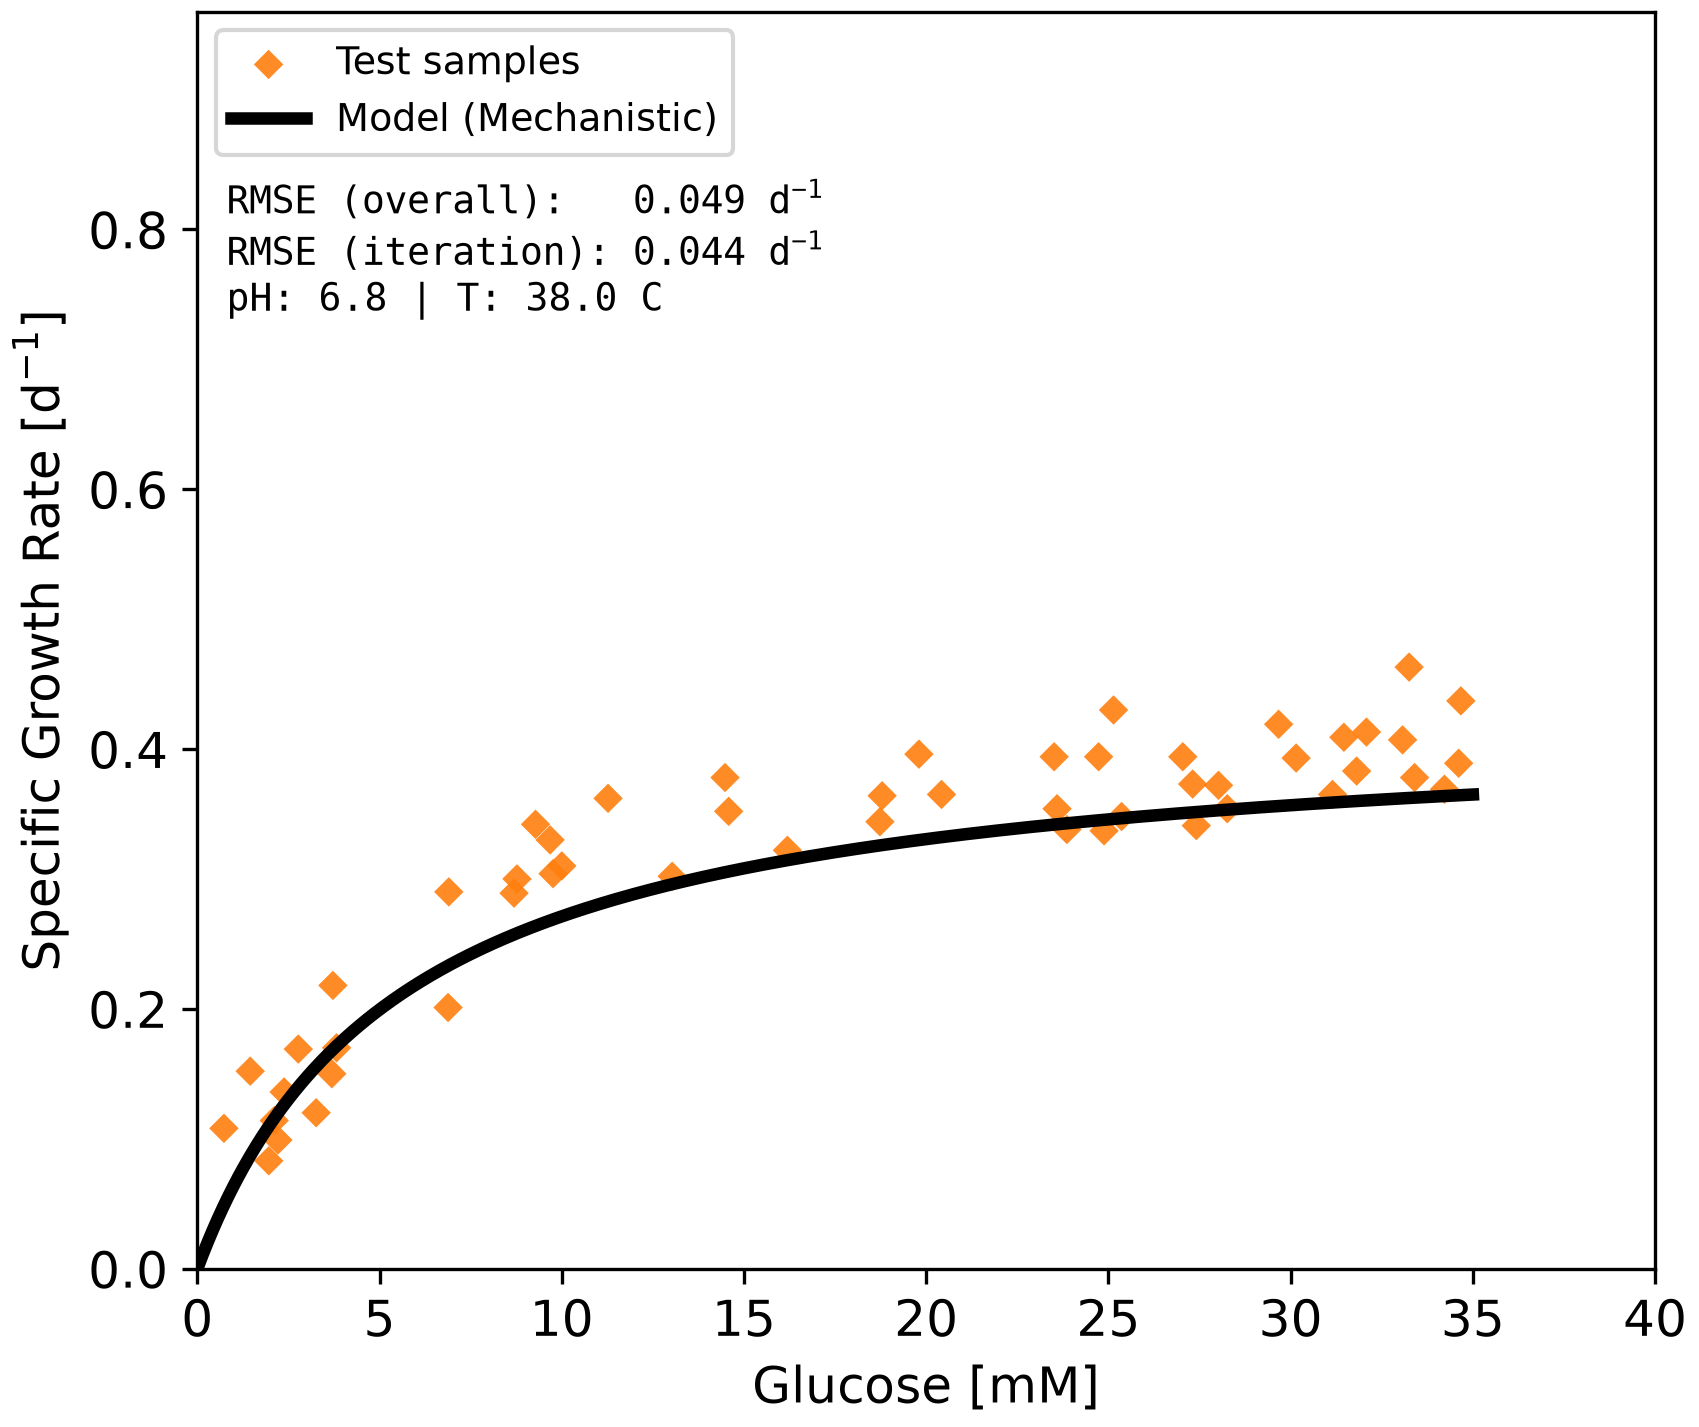 Test samples
Model (Mechanistic)
RMSE (overall):   0.049 d⁻¹
RMSE (iteration): 0.044 d⁻¹
pH: 6.8 | T: 38.0 C
Specific Growth Rate [d⁻¹]
0.8
0.6
0.4
0.2
0.0
0 5 10 15 20 25 30 35 40
Glucose [mM]